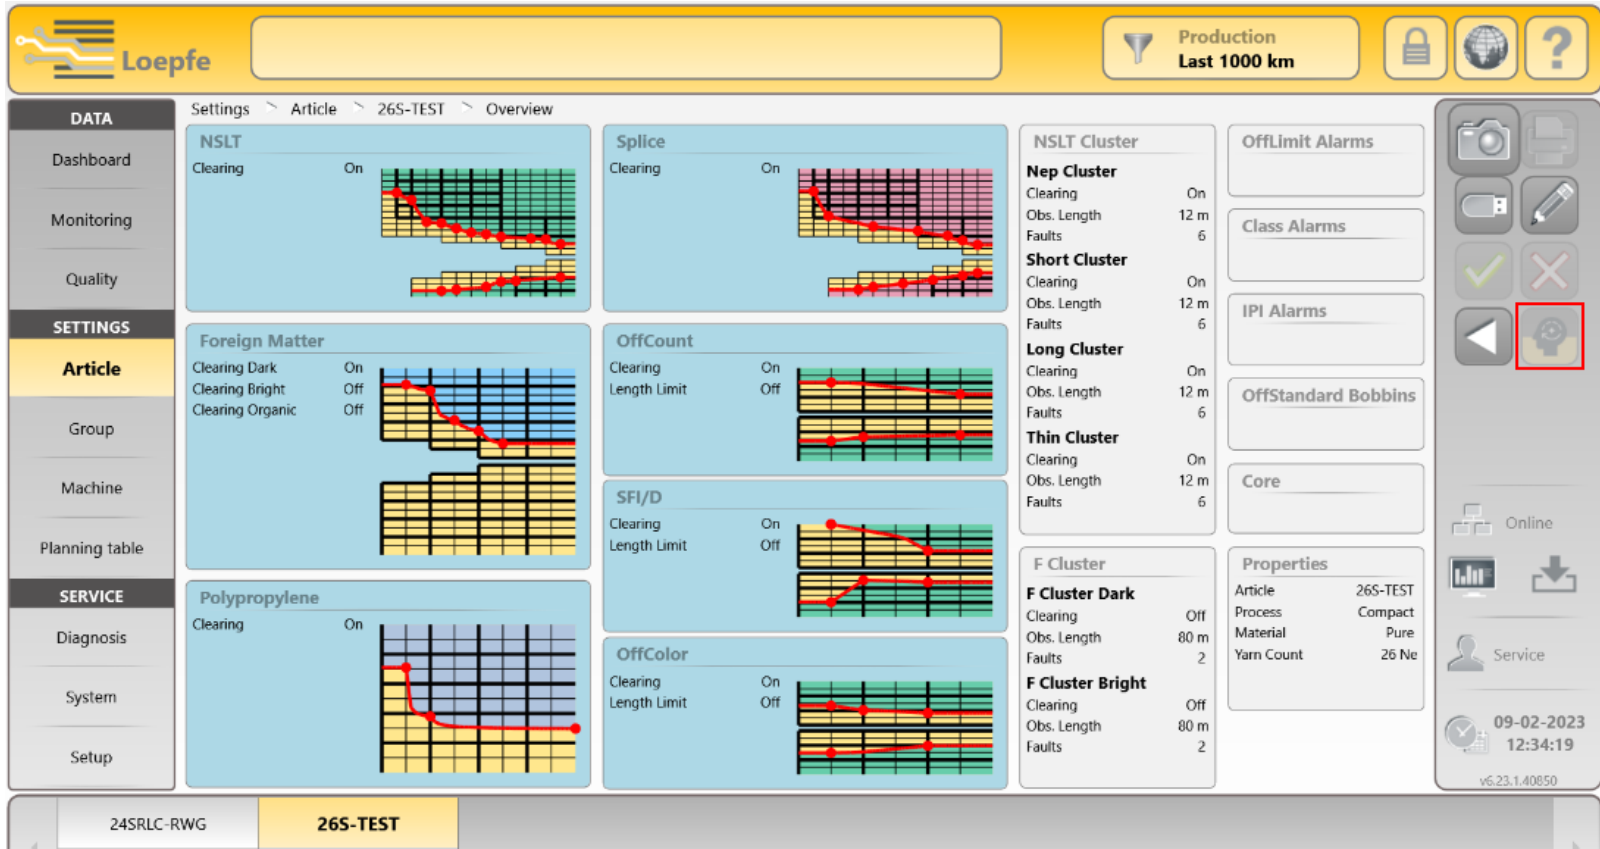 Loepfe
Production
Last 1000 km
?
DATA
Dashboard
Monitoring
Quality
SETTINGS
Article
Group
Machine
Planning table
SERVICE
Diagnosis
System
Setup
Settings > Article > 26S-TEST > Overview
NSLT
Clearing On
Foreign Matter
Clearing Dark On
Clearing Bright Off
Clearing Organic Off
Polypropylene
Clearing On
Splice
Clearing On
OffCount
Clearing On
Length Limit Off
SFI/D
Clearing On
Length Limit Off
OffColor
Clearing On
Length Limit Off
NSLT Cluster
Nep Cluster
Clearing On
Obs. Length 12 m
Faults 6
Short Cluster
Clearing On
Obs. Length 12 m
Faults 6
Long Cluster
Clearing On
Obs. Length 12 m
Faults 6
Thin Cluster
Clearing On
Obs. Length 12 m
Faults 6
F Cluster
F Cluster Dark
Clearing Off
Obs. Length 80 m
Faults 2
F Cluster Bright
Clearing Off
Obs. Length 80 m
Faults 2
OffLimit Alarms
Class Alarms
IPI Alarms
OffStandard Bobbins
Core
Properties
Article 26S-TEST
Process Compact
Material Pure
Yarn Count 26 Ne
Online
Service
09-02-2023
12:34:19
v6.23.1.40850
24SRLC-RWG
26S-TEST